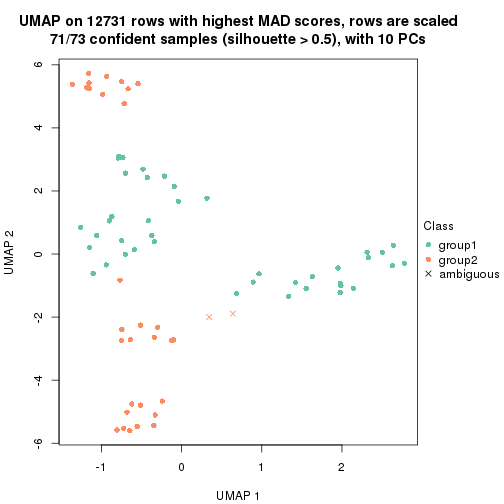 UMAP on 12731 rows with highest MAD scores, rows are scaled
71/73 confident samples (silhouette > 0.5), with 10 PCs
6
4
2
0
-2
-4
-6
UMAP 2
-1
0
1
2
UMAP 1
Class
group1
group2
ambiguous